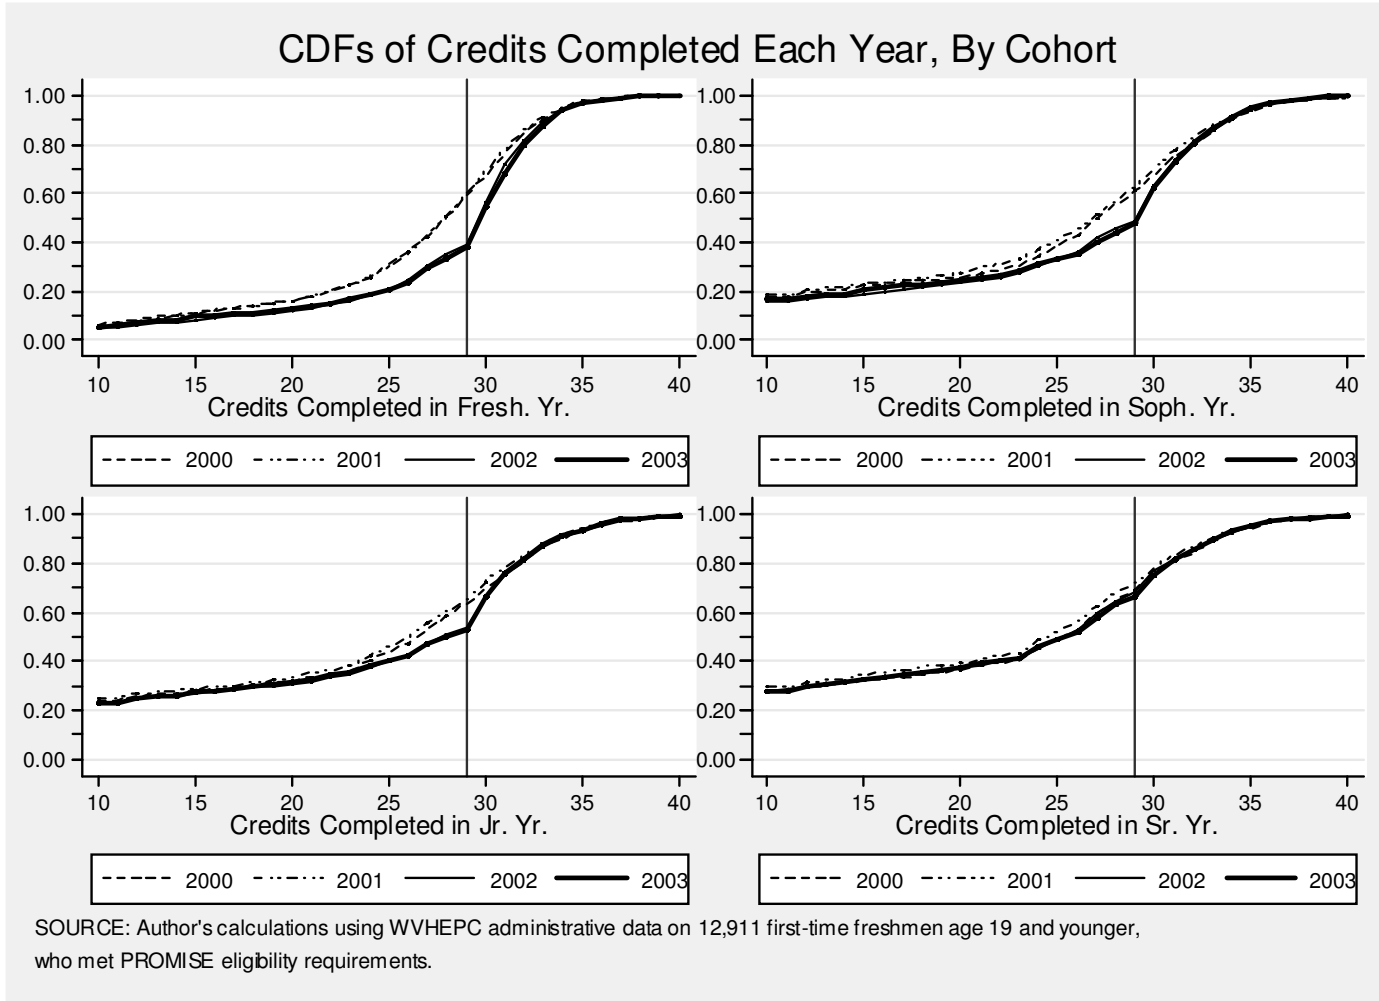 CDFs of Credits Completed Each Year, By Cohort
1.00
0.80
0.60
0.40
0.20
0.00
10 15 20 25 30 35 40
Credits Completed in Fresh. Yr.
2000 2001 2002 2003
1.00
0.80
0.60
0.40
0.20
0.00
10 15 20 25 30 35 40
Credits Completed in Soph. Yr.
2000 2001 2002 2003
1.00
0.80
0.60
0.40
0.20
0.00
10 15 20 25 30 35 40
Credits Completed in Jr. Yr.
2000 2001 2002 2003
1.00
0.80
0.60
0.40
0.20
0.00
10 15 20 25 30 35 40
Credits Completed in Sr. Yr.
2000 2001 2002 2003
SOURCE: Author's calculations using WVHEPC administrative data on 12,911 first-time freshmen age 19 and younger,
who met PROMISE eligibility requirements.